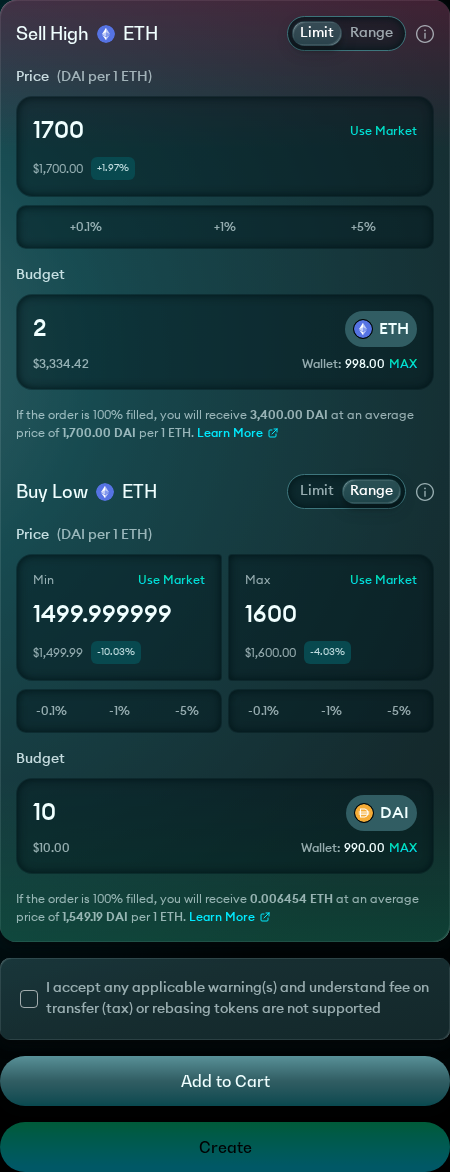 Sell High ETH Limit Range
Price (DAI per 1 ETH)
1700 Use Market
$1,700.00 +1.97%
+0.1% +1% +5%
Budget
2 ETH
$3,334.42 Wallet: 998.00 MAX
If the order is 100% filled, you will receive 3,400.00 DAI at an average
price of 1,700.00 DAI per 1 ETH. Learn More
Buy Low ETH Limit Range
Price (DAI per 1 ETH)
Min Use Market Max Use Market
1499.999999 1600
$1,499.99 -10.03% $1,600.00 -4.03%
-0.1% -1% -5% -0.1% -1% -5%
Budget
10 DAI
$10.00 Wallet: 990.00 MAX
If the order is 100% filled, you will receive 0.006454 ETH at an average
price of 1,549.19 DAI per 1 ETH. Learn More
I accept any applicable warning(s) and understand fee on
transfer (tax) or rebasing tokens are not supported
Add to Cart
Create